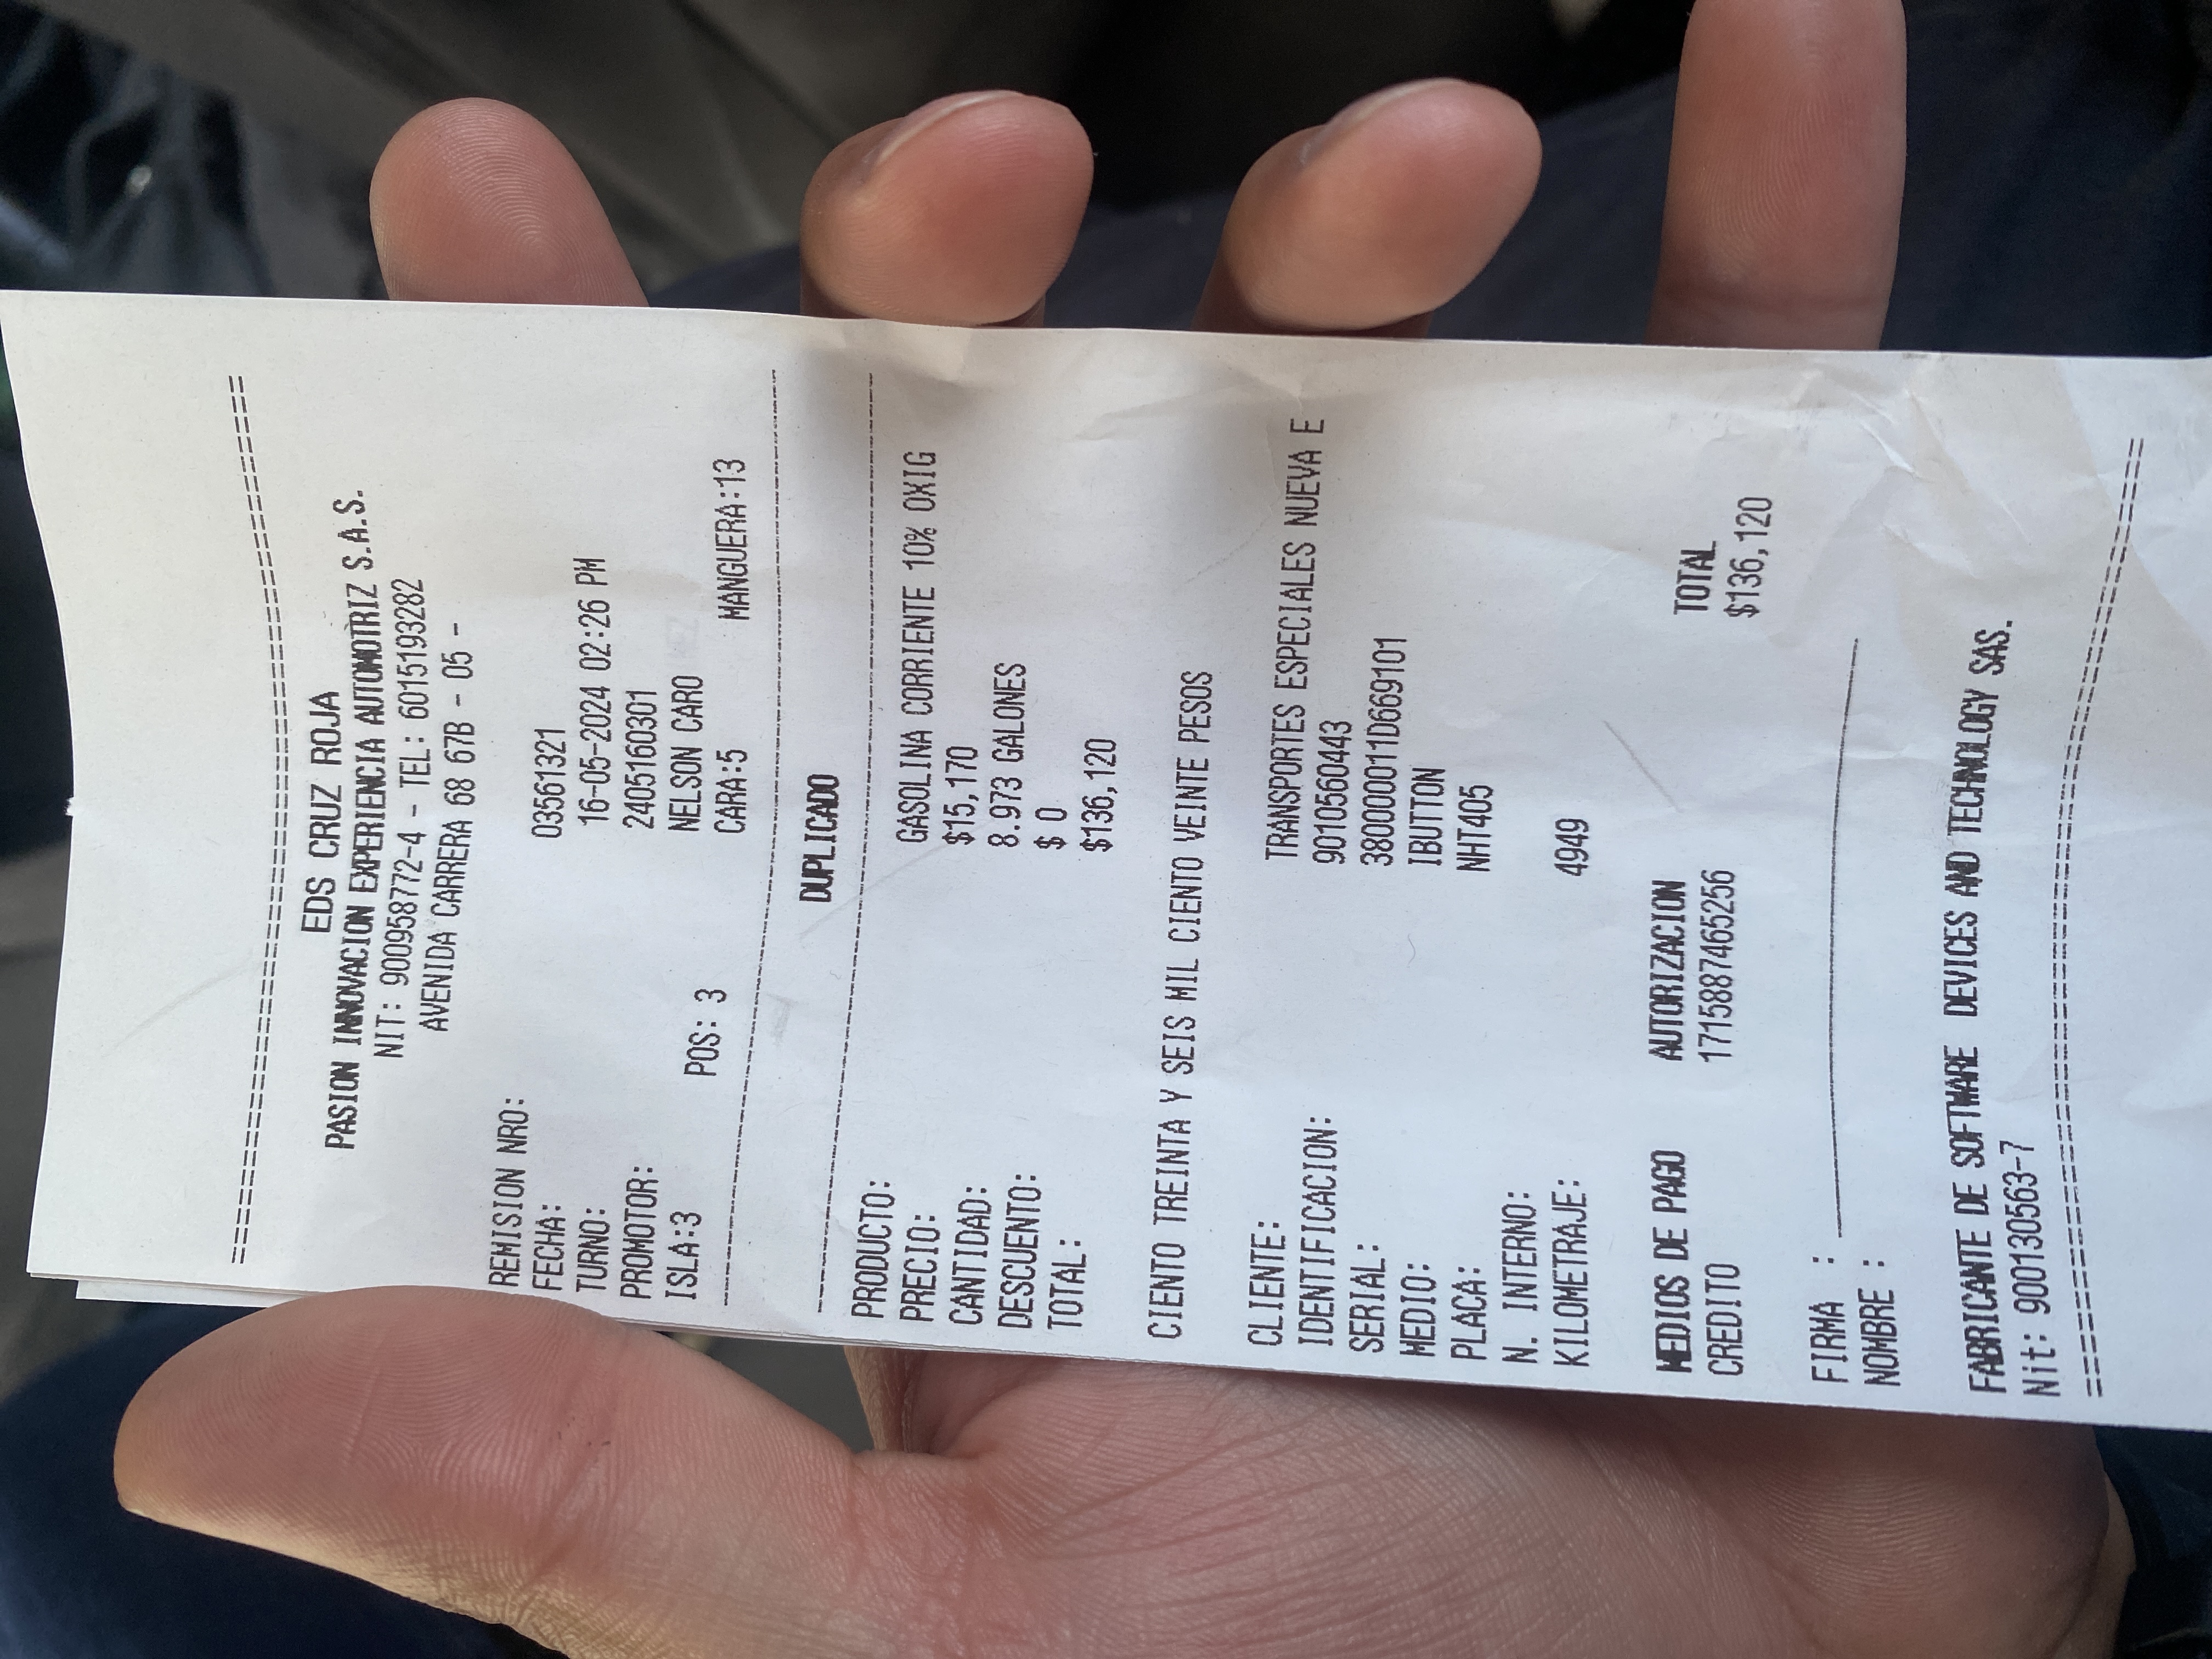 ==============================================
EDS CRUZ ROJA
PASION INNOVACION EXPERIENCIA AUTOMOTRIZ S.A.S.
NIT: 900958772-4 - TEL: 6015193282
AVENIDA CARRERA 68 67B - 05 -
REMISION NRO: 03561321
FECHA: 16-05-2024 02:26 PM
TURNO: 240516030​1
PROMOTOR: NELSON CARO
ISLA:3 POS: 3 CARA:5 MANGUERA:13
----------------------------------------------
DUPLICADO
----------------------------------------------
PRODUCTO: GASOLINA CORRIENTE 10% OXIG
PRECIO: $15,170
CANTIDAD: 8.973 GALONES
DESCUENTO: $ 0
TOTAL: $136,120
CIENTO TREINTA Y SEIS MIL CIENTO VEINTE PESOS
CLIENTE: TRANSPORTES ESPECIALES NUEVA E
IDENTIFICACION: 9010560443
SERIAL: 3800000011D669101
MEDIO: IBUTTON
PLACA: NHT405
N. INTERNO:
KILOMETRAJE: 4949
MEDIOS DE PAGO AUTORIZACION TOTAL
CREDITO 1715887465256 $136,120
FIRMA : ______________________________
NOMBRE :
FABRICANTE DE SOFTWARE DEVICES AND TECHNOLOGY SAS.
Nit: 9001305563-7
==============================================